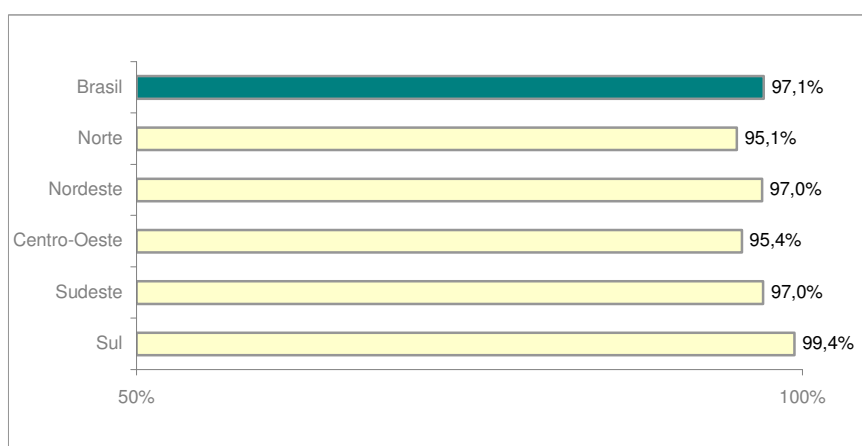 Brasil 97,1%
Norte 95,1%
Nordeste 97,0%
Centro-Oeste 95,4%
Sudeste 97,0%
Sul 99,4%
50% 100%